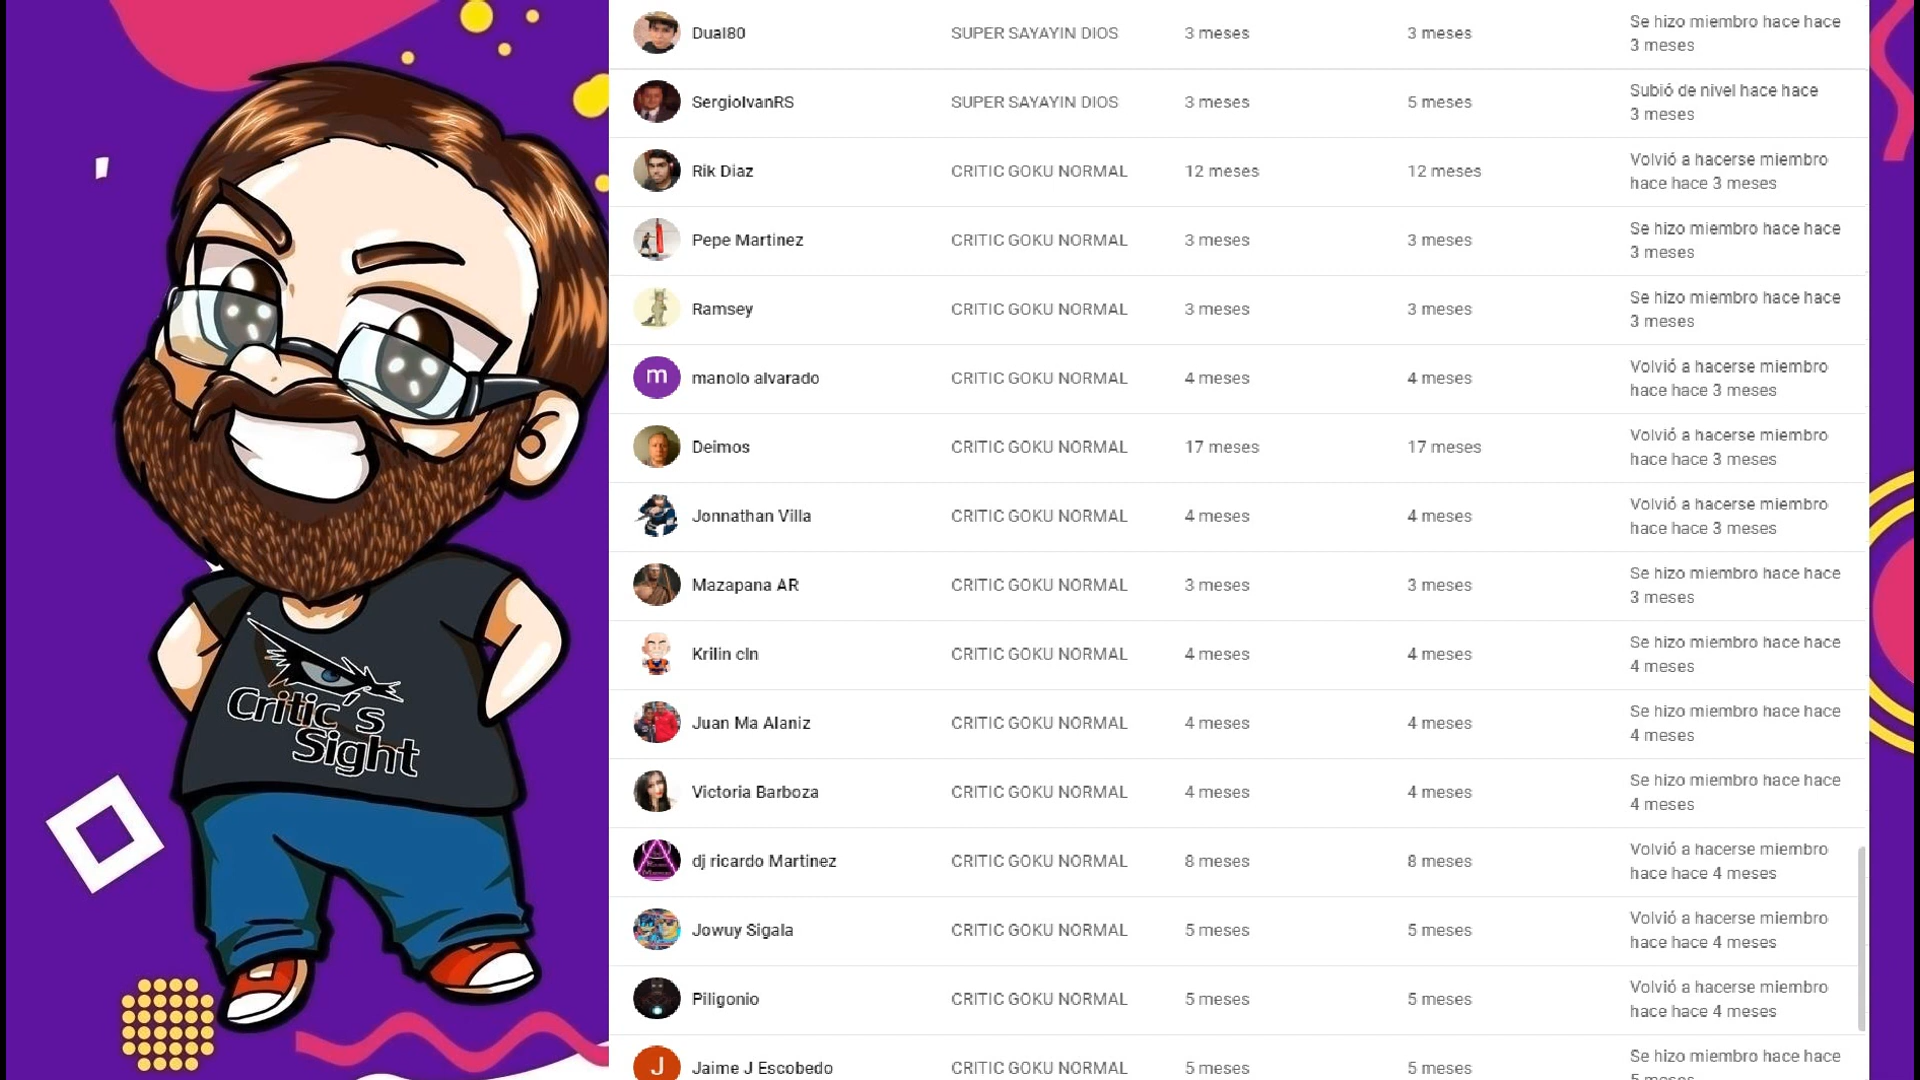 Dual80 SUPER SAYAYIN DIOS 3 meses 3 meses Se hizo miembro hace hace
3 meses
SergioIvanRS SUPER SAYAYIN DIOS 3 meses 5 meses Subió de nivel hace hace
3 meses
Rik Diaz CRITIC GOKU NORMAL 12 meses 12 meses Volvió a hacerse miembro
hace hace 3 meses
Pepe Martinez CRITIC GOKU NORMAL 3 meses 3 meses Se hizo miembro hace hace
3 meses
Ramsey CRITIC GOKU NORMAL 3 meses 3 meses Se hizo miembro hace hace
3 meses
m manolo alvarado CRITIC GOKU NORMAL 4 meses 4 meses Volvió a hacerse miembro
hace hace 3 meses
Deimos CRITIC GOKU NORMAL 17 meses 17 meses Volvió a hacerse miembro
hace hace 3 meses
Jonnathan Villa CRITIC GOKU NORMAL 4 meses 4 meses Volvió a hacerse miembro
hace hace 3 meses
Mazapana AR CRITIC GOKU NORMAL 3 meses 3 meses Se hizo miembro hace hace
3 meses
Krilin cln CRITIC GOKU NORMAL 4 meses 4 meses Se hizo miembro hace hace
4 meses
Juan Ma Alaniz CRITIC GOKU NORMAL 4 meses 4 meses Se hizo miembro hace hace
4 meses
Victoria Barboza CRITIC GOKU NORMAL 4 meses 4 meses Se hizo miembro hace hace
4 meses
dj ricardo Martinez CRITIC GOKU NORMAL 8 meses 8 meses Volvió a hacerse miembro
hace hace 4 meses
Jowuy Sigala CRITIC GOKU NORMAL 5 meses 5 meses Volvió a hacerse miembro
hace hace 4 meses
Piligonio CRITIC GOKU NORMAL 5 meses 5 meses Volvió a hacerse miembro
hace hace 4 meses
J Jaime J Escobedo CRITIC GOKU NORMAL 5 meses 5 meses Se hizo miembro hace hace
5 meses
Critic's
Sight